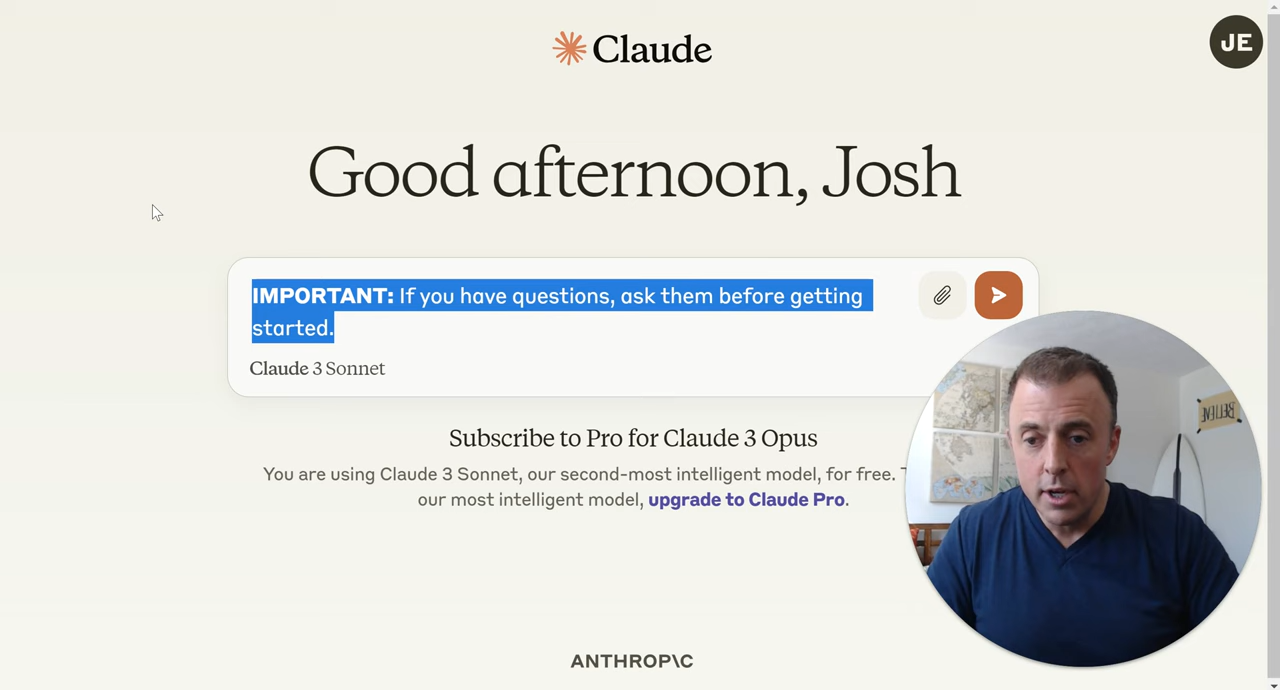 Claude
JE
Good afternoon, Josh
IMPORTANT: If you have questions, ask them before getting
started.
Claude 3 Sonnet
BELIEVE
Subscribe to Pro for Claude 3 Opus
You are using Claude 3 Sonnet, our second-most intelligent model, for free.
our most intelligent model, upgrade to Claude Pro.
ANTHROP\C